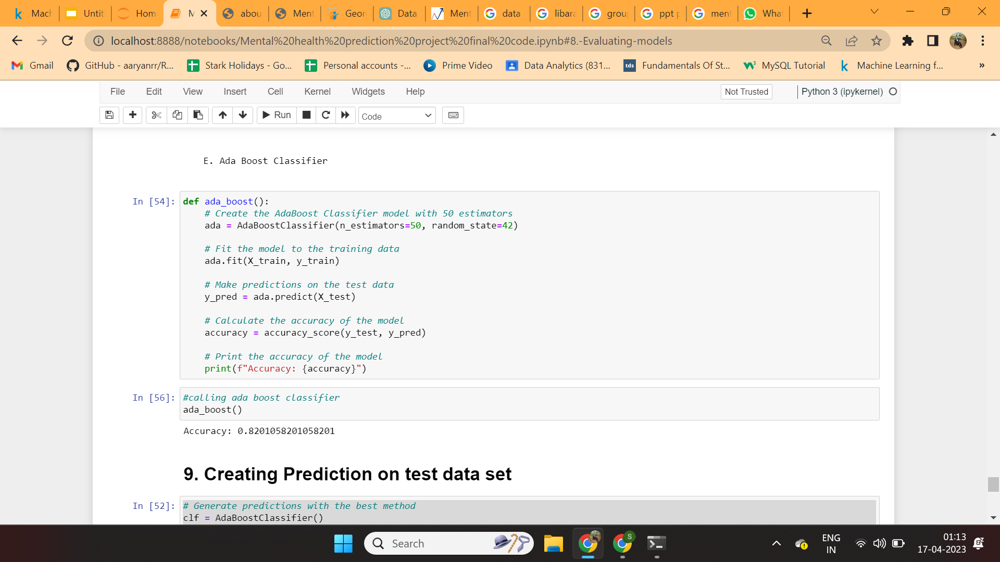 Mach
Untit
Hom
M
abou
Ment
Geor
Data
Ment
data
libara
grou
ppt p
ment
What
localhost:8888/notebooks/Mental%20health%20prediction%20project%20final%20code.ipynb#8.-Evaluating-models
Gmail
GitHub - aaryanrr/R...
Stark Holidays - Go...
Personal accounts -...
Prime Video
Data Analytics (831...
tds
Fundamentals Of St...
MySQL Tutorial
Machine Learning f...
»
File Edit View Insert Cell Kernel Widgets Help
Not Trusted
Python 3 (ipykernel)
Run
Code
E. Ada Boost Classifier
In [54]:
def ada_boost():
# Create the AdaBoost Classifier model with 50 estimators
ada = AdaBoostClassifier(n_estimators=50, random_state=42)
# Fit the model to the training data
ada.fit(X_train, y_train)
# Make predictions on the test data
y_pred = ada.predict(X_test)
# Calculate the accuracy of the model
accuracy = accuracy_score(y_test, y_pred)
# Print the accuracy of the model
print(f"Accuracy: {accuracy}")
In [56]:
#calling ada boost classifier
ada_boost()
Accuracy: 0.8201058201058201
9. Creating Prediction on test data set
In [52]:
# Generate predictions with the best method
clf = AdaBoostClassifier()
Search
S
ENG
IN
01:13
17-04-2023